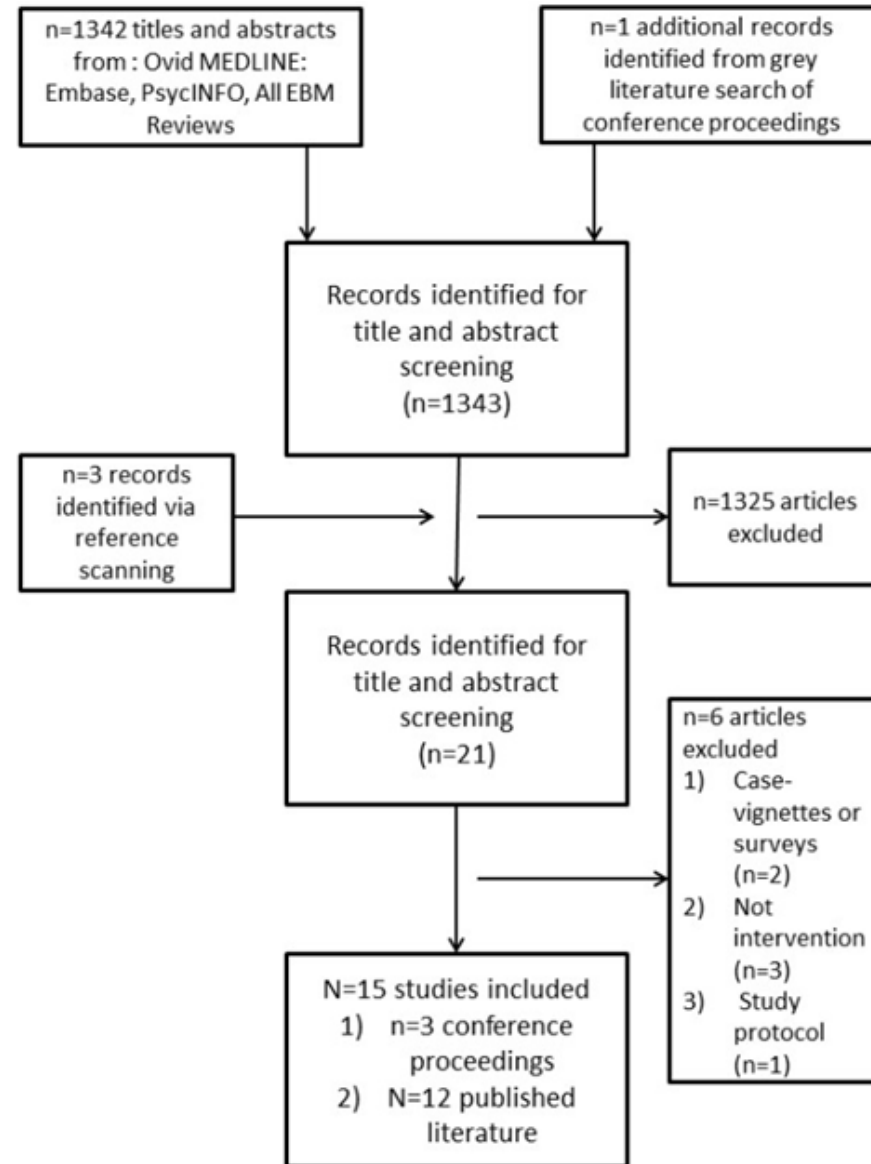 n=1342 titles and abstracts
from : Ovid MEDLINE:
Embase, PsycINFO, All EBM
Reviews
n=1 additional records
identified from grey
literature search of
conference proceedings
Records identified for
title and abstract
screening
(n=1343)
n=3 records
identified via
reference
scanning
n=1325 articles
excluded
Records identified for
title and abstract
screening
(n=21)
n=6 articles
excluded
1) Case-
vignettes or
surveys
(n=2)
2) Not
intervention
(n=3)
3) Study
protocol
(n=1)
N=15 studies included
1) n=3 conference
proceedings
2) N=12 published
literature